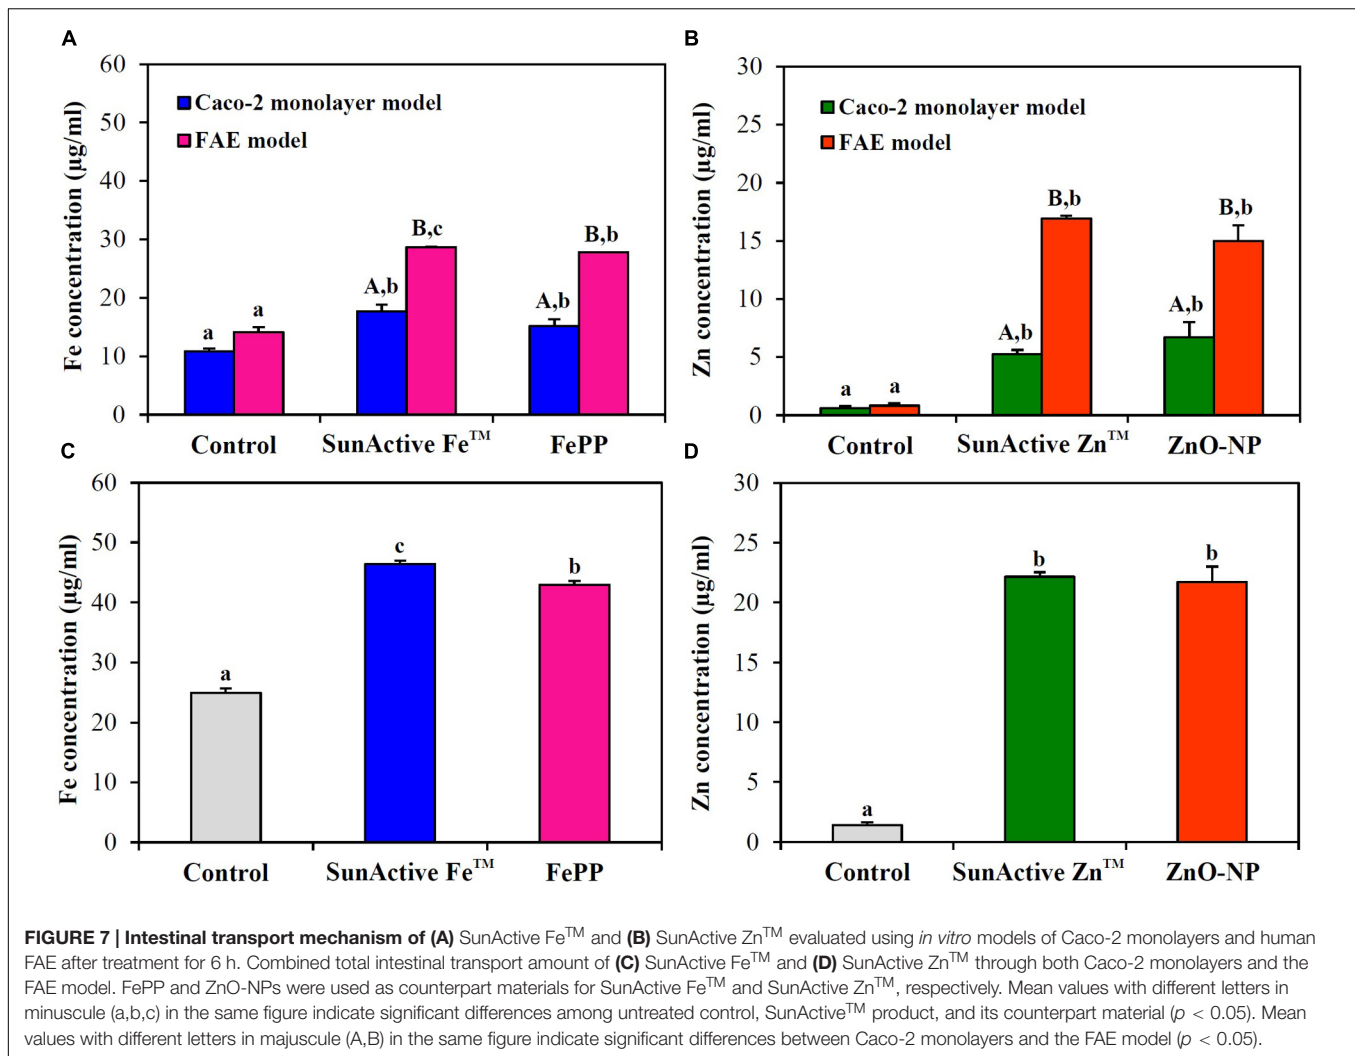 A
60
50
40
30
20
10
0
Fe concentration (µg/ml)
Caco-2 monolayer model
FAE model
a
a
A,b
B,c
A,b
B,b
Control
SunActive Fe™
FePP
B
30
25
20
15
10
5
0
Zn concentration (µg/ml)
Caco-2 monolayer model
FAE model
a
a
A,b
B,b
A,b
B,b
Control
SunActive Zn™
ZnO-NP
C
60
50
40
30
20
10
0
Fe concentration (µg/ml)
a
c
b
Control
SunActive Fe™
FePP
D
30
25
20
15
10
5
0
Zn concentration (µg/ml)
a
b
b
Control
SunActive Zn™
ZnO-NP
FIGURE 7 | Intestinal transport mechanism of (A) SunActive Fe™ and (B) SunActive Zn™ evaluated using in vitro models of Caco-2 monolayers and human
FAE after treatment for 6 h. Combined total intestinal transport amount of (C) SunActive Fe™ and (D) SunActive Zn™ through both Caco-2 monolayers and the
FAE model. FePP and ZnO-NPs were used as counterpart materials for SunActive Fe™ and SunActive Zn™, respectively. Mean values with different letters in
minuscule (a,b,c) in the same figure indicate significant differences among untreated control, SunActive™ product, and its counterpart material (p < 0.05). Mean
values with different letters in majuscule (A,B) in the same figure indicate significant differences between Caco-2 monolayers and the FAE model (p < 0.05).